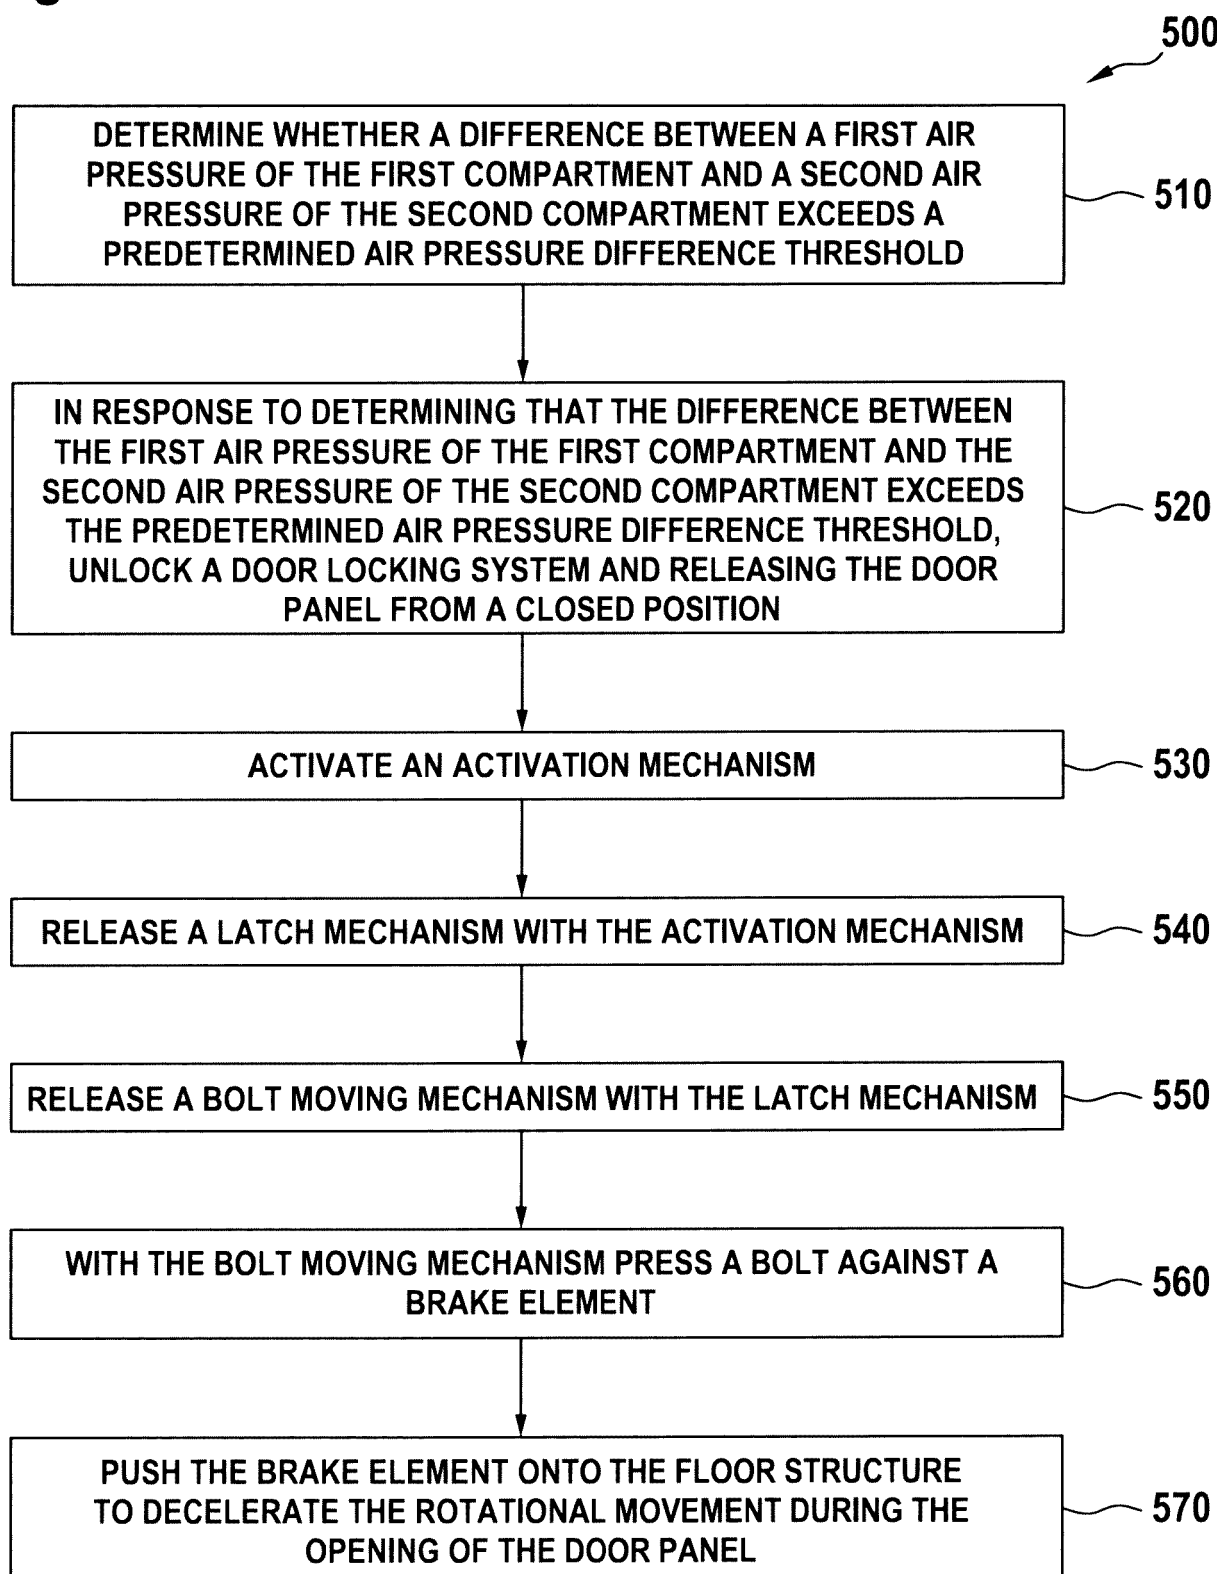 500
DETERMINE WHETHER A DIFFERENCE BETWEEN A FIRST AIR
PRESSURE OF THE FIRST COMPARTMENT AND A SECOND AIR
PRESSURE OF THE SECOND COMPARTMENT EXCEEDS A
PREDETERMINED AIR PRESSURE DIFFERENCE THRESHOLD
510
IN RESPONSE TO DETERMINING THAT THE DIFFERENCE BETWEEN
THE FIRST AIR PRESSURE OF THE FIRST COMPARTMENT AND THE
SECOND AIR PRESSURE OF THE SECOND COMPARTMENT EXCEEDS
THE PREDETERMINED AIR PRESSURE DIFFERENCE THRESHOLD,
UNLOCK A DOOR LOCKING SYSTEM AND RELEASING THE DOOR
PANEL FROM A CLOSED POSITION
520
ACTIVATE AN ACTIVATION MECHANISM
530
RELEASE A LATCH MECHANISM WITH THE ACTIVATION MECHANISM
540
RELEASE A BOLT MOVING MECHANISM WITH THE LATCH MECHANISM
550
WITH THE BOLT MOVING MECHANISM PRESS A BOLT AGAINST A
BRAKE ELEMENT
560
PUSH THE BRAKE ELEMENT ONTO THE FLOOR STRUCTURE
TO DECELERATE THE ROTATIONAL MOVEMENT DURING THE
OPENING OF THE DOOR PANEL
570